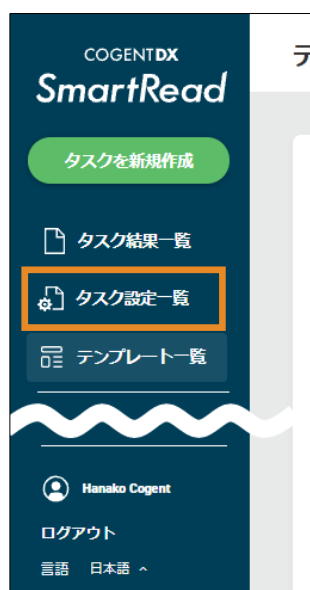 COGENTDX
SmartRead
タスクを新規作成
タスク結果一覧
タスク設定一覧
テンプレート一覧
Hanako Cogent
ログアウト
言語 日本語